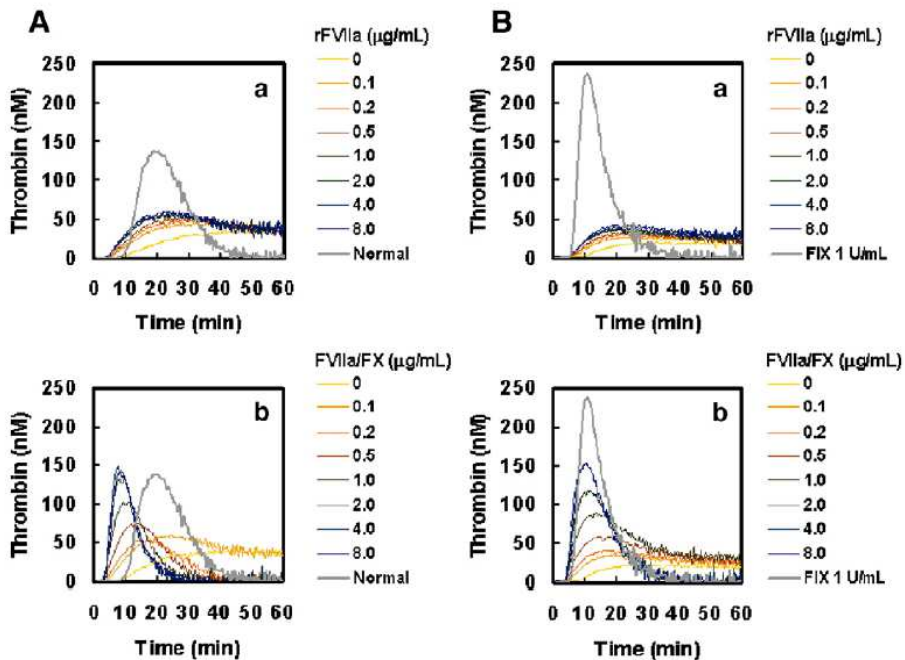 A
rFVIIa (μg/mL)
Thrombin (nM)
250
200
150
100
50
0
a
0
0.1
0.2
0.5
1.0
2.0
4.0
8.0
Normal
0 10 20 30 40 50 60
Time (min)
B
rFVIIa (μg/mL)
Thrombin (nM)
250
200
150
100
50
0
a
0
0.1
0.2
0.5
1.0
2.0
4.0
8.0
FIX 1 U/mL
0 10 20 30 40 50 60
Time (min)
FVIIa/FX (μg/mL)
Thrombin (nM)
250
200
150
100
50
0
b
0
0.1
0.2
0.5
1.0
2.0
4.0
8.0
Normal
0 10 20 30 40 50 60
Time (min)
FVIIa/FX (μg/mL)
Thrombin (nM)
250
200
150
100
50
0
b
0
0.1
0.2
0.5
1.0
2.0
4.0
8.0
FIX 1 U/mL
0 10 20 30 40 50 60
Time (min)